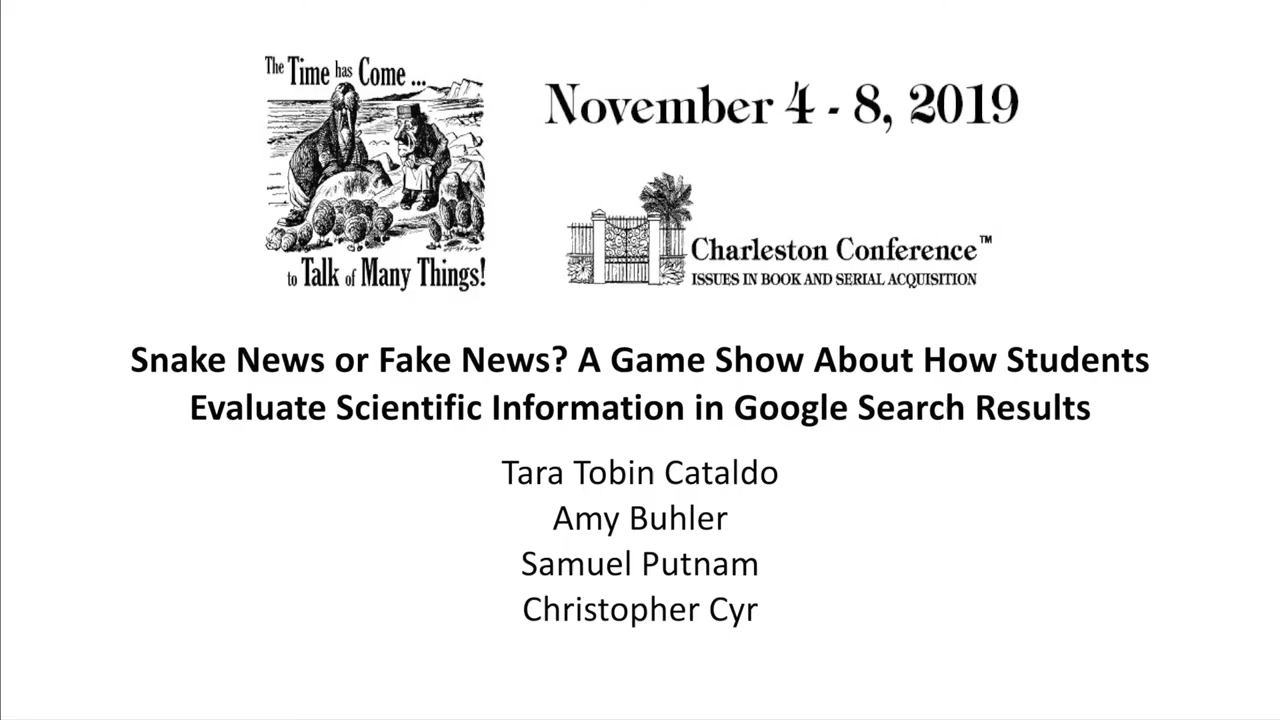 The Time has Come ...
to Talk of Many Things!
November 4 - 8, 2019
Charleston Conference™
ISSUES IN BOOK AND SERIAL ACQUISITION
Snake News or Fake News? A Game Show About How Students
Evaluate Scientific Information in Google Search Results
Tara Tobin Cataldo
Amy Buhler
Samuel Putnam
Christopher Cyr